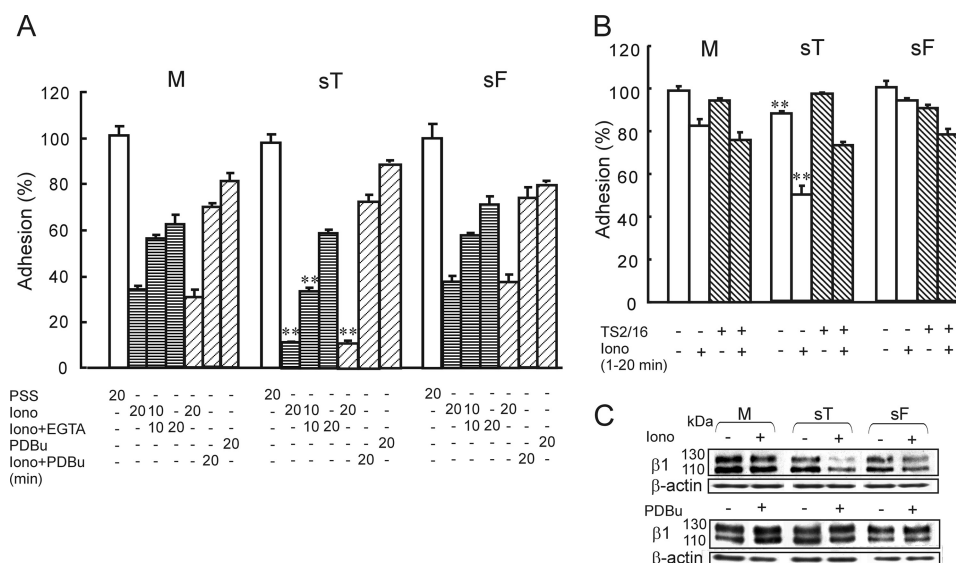 A
M sT sF
Adhesion (%)
120
100
80
60
40
20
0
** ** **
PSS 20 - - - - - 20 - - - - - 20 - - - - -
Iono - 20 10 - 20 - - 20 10 - 20 - - 20 10 - 20 -
Iono+EGTA - - 10 20 - - - - 10 20 - - - - 10 20 - -
PDBu - - - - - 20 - - - - - 20 - - - - - 20
Iono+PDBu - - - - 20 - - - - - 20 - - - - - 20 -
(min)
B
M sT sF
Adhesion (%)
120
100
80
60
40
20
0
** **
TS2/16 - - + + - - + + - - + +
Iono - + - + - + - + - + - +
(1-20 min)
C
kDa M sT sF
Iono - + - + - +
β1 130
110
β-actin
PDBu - + - + - +
β1 130
110
β-actin